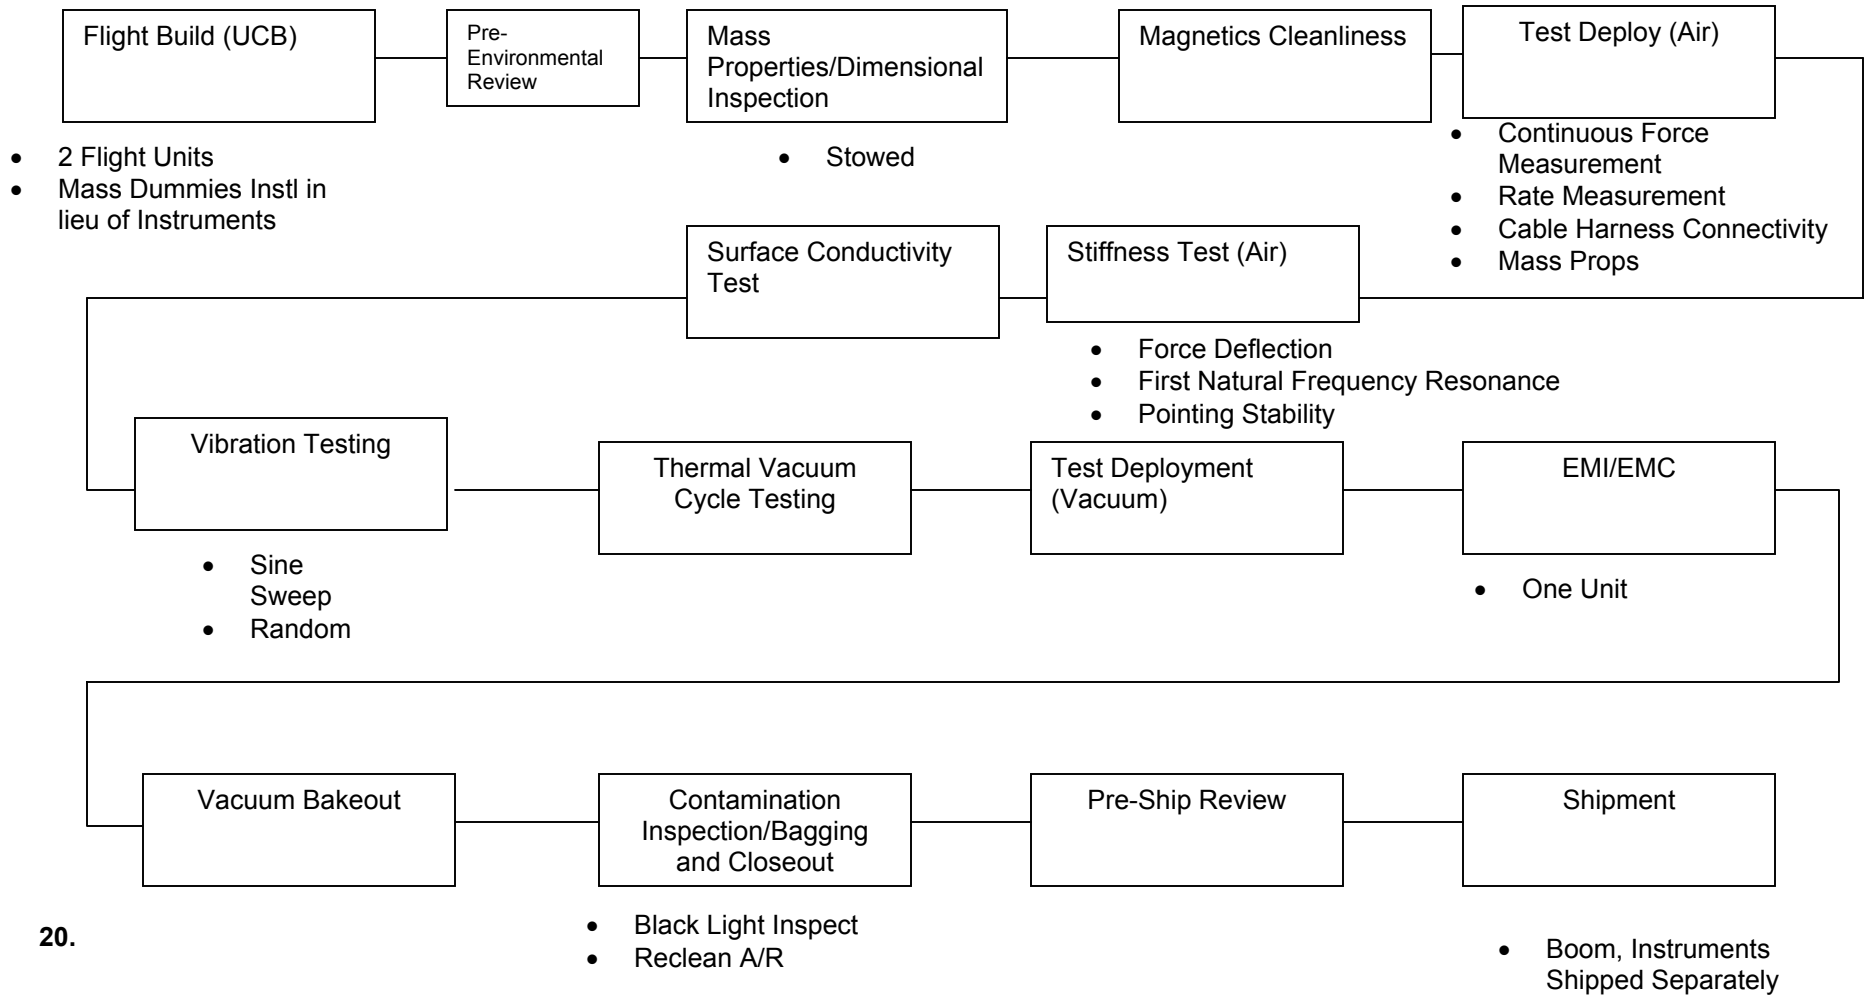 Flight Build (UCB)
Pre-
Environmental
Review
Mass
Properties/Dimensional
Inspection
Magnetics Cleanliness
Test Deploy (Air)
• 2 Flight Units
• Mass Dummies Instl in
lieu of Instruments
• Stowed
• Continuous Force
Measurement
• Rate Measurement
• Cable Harness Connectivity
• Mass Props
Stiffness Test (Air)
• Force Deflection
• First Natural Frequency Resonance
• Pointing Stability
Surface Conductivity
Test
Vibration Testing
• Sine
Sweep
• Random
Thermal Vacuum
Cycle Testing
Test Deployment
(Vacuum)
EMI/EMC
• One Unit
Vacuum Bakeout
Contamination
Inspection/Bagging
and Closeout
• Black Light Inspect
• Reclean A/R
Pre-Ship Review
Shipment
• Boom, Instruments
Shipped Separately
20.